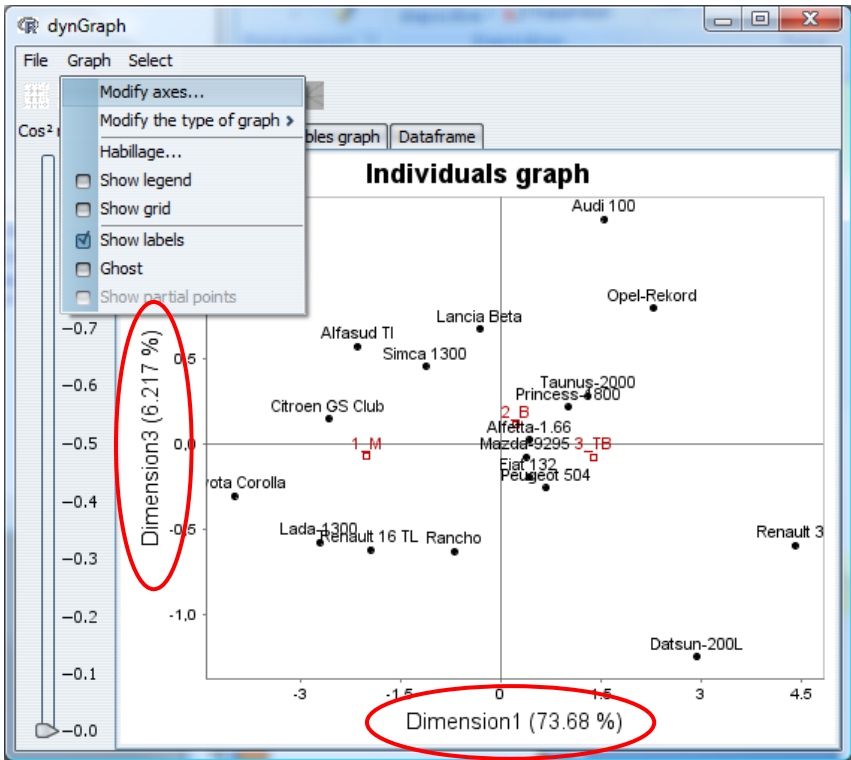 dynGraph
File Graph Select
Modify axes...
Modify the type of graph
Habillage...
Show legend
Show grid
Show labels
Ghost
Show partial points
Cos²
bles graph
Dataframe
Individuals graph
Audi 100
Opel-Rekord
Lancia Beta
Alfasud TI
Simca 1300
Taunus-2000
Princess-1800
Citroen GS Club
2_B
Alfetta-1.66
1_M
Mazda-9295
3_TB
Fiat 132
Peugeot 504
ota Corolla
Lada-1300
Renault 16 TL
Rancho
Renault 3
Datsun-200L
−0.7
−0.6
−0.5
−0.4
−0.3
−0.2
−0.1
−0.0
Dimension3 (6.217 %)
0,5
0,0
-0,5
-1,0
-3
-1.5
0
1.5
3
4.5
Dimension1 (73.68 %)